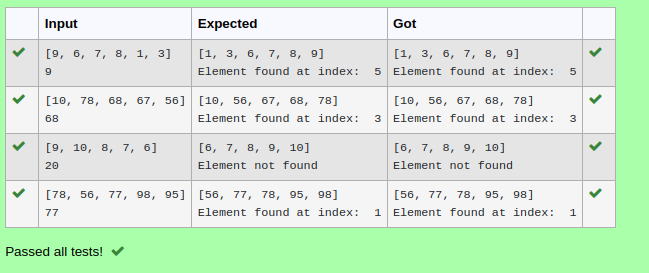 Input Expected Got
[9, 6, 7, 8, 1, 3] [1, 3, 6, 7, 8, 9] [1, 3, 6, 7, 8, 9]
9 Element found at index:  5 Element found at index:  5
[10, 78, 68, 67, 56] [10, 56, 67, 68, 78] [10, 56, 67, 68, 78]
68 Element found at index:  3 Element found at index:  3
[9, 10, 8, 7, 6] [6, 7, 8, 9, 10] [6, 7, 8, 9, 10]
20 Element not found Element not found
[78, 56, 77, 98, 95] [56, 77, 78, 95, 98] [56, 77, 78, 95, 98]
77 Element found at index:  1 Element found at index:  1
Passed all tests!